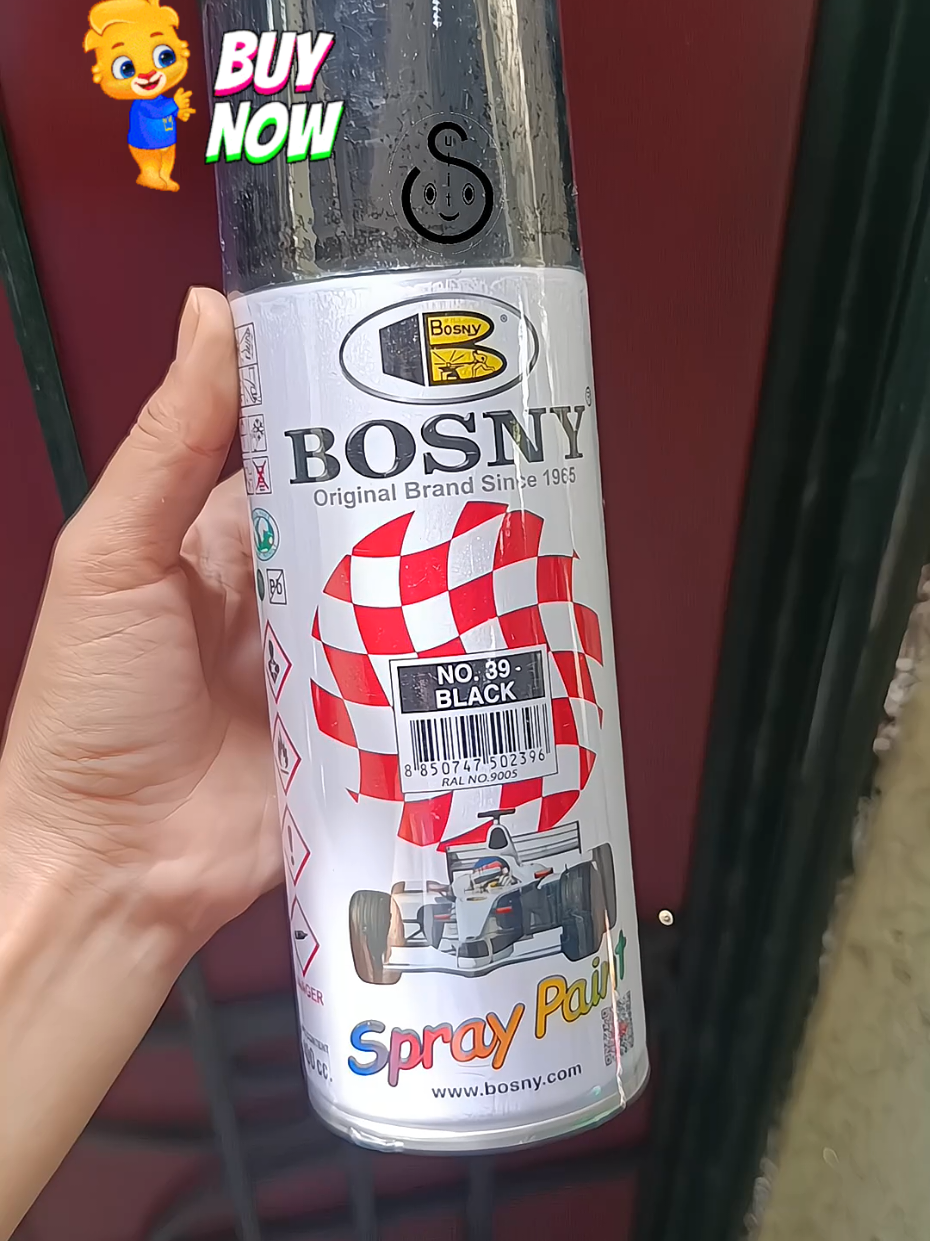 BUY
NOW
Suit
BOSNY
BOSNY
Original Brand Since 1965
NO. 39 -
BLACK
8 850747 502396
RAL NO.9005
Spray Paint
www.bosny.com